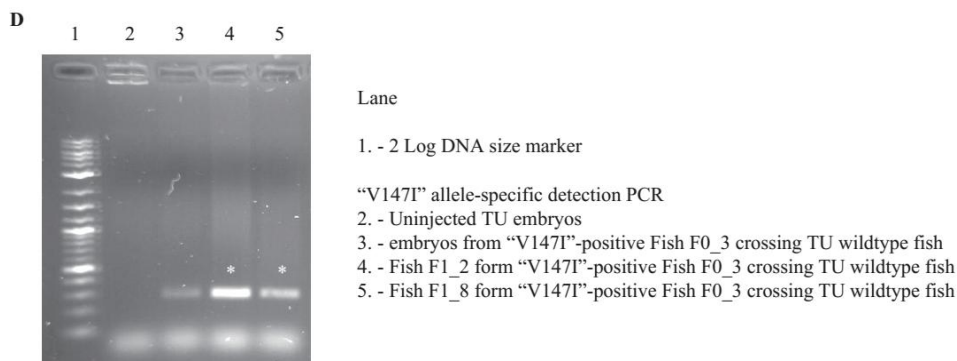 D
1 2 3 4 5
* *
Lane
1. - 2 Log DNA size marker
“V147I” allele-specific detection PCR
2. - Uninjected TU embryos
3. - embryos from “V147I”-positive Fish F0_3 crossing TU wildtype fish
4. - Fish F1_2 form “V147I”-positive Fish F0_3 crossing TU wildtype fish
5. - Fish F1_8 form “V147I”-positive Fish F0_3 crossing TU wildtype fish